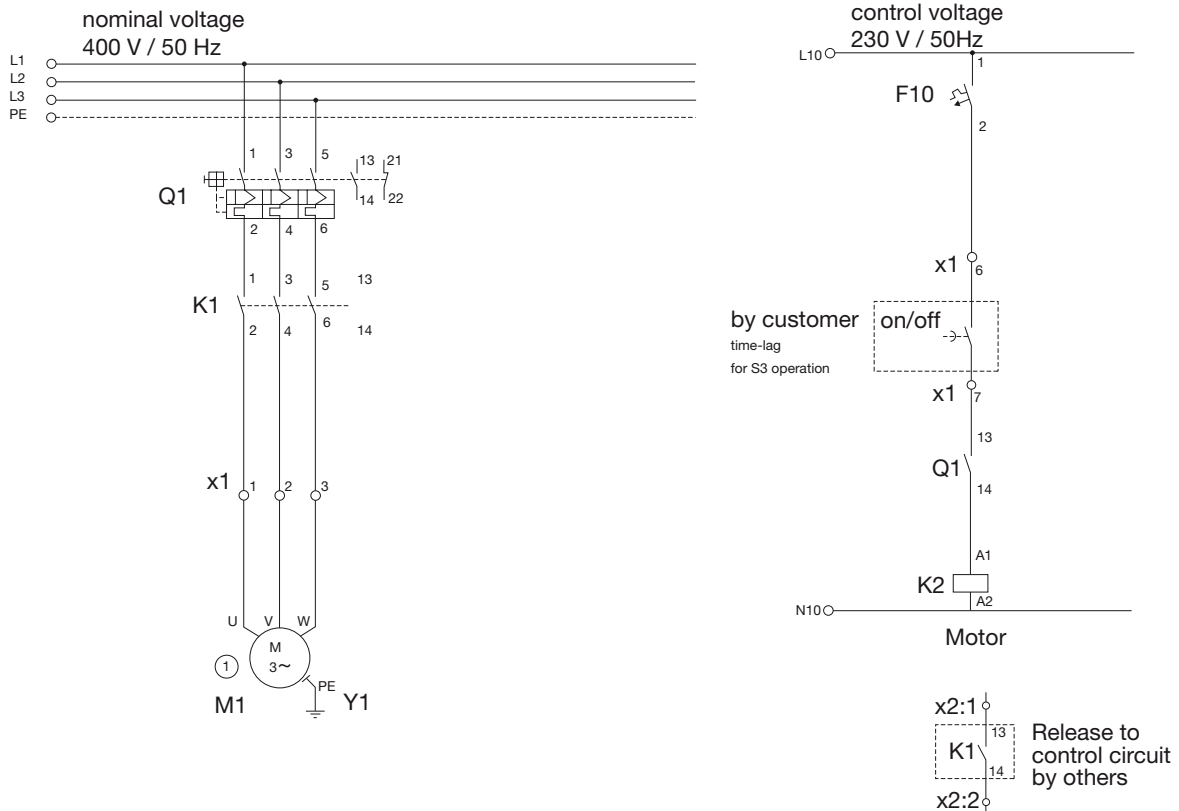 nominal voltage
400 V / 50 Hz
L1
L2
L3
PE
1 3 5 13 21
Q1
14 22
2 4 6
1 3 5 13
K1
2 4 6 14
x1 1 2 3
U V W
M
3~
1
PE
M1
Y1
control voltage
230 V / 50Hz
L10
1
F10
2
x1 6
by customer
time-lag
for S3 operation
on/off
x1 7
13
Q1
14
A1
K2
A2
N10
Motor
x2:1
13
K1
14
x2:2
Release to
control circuit
by others